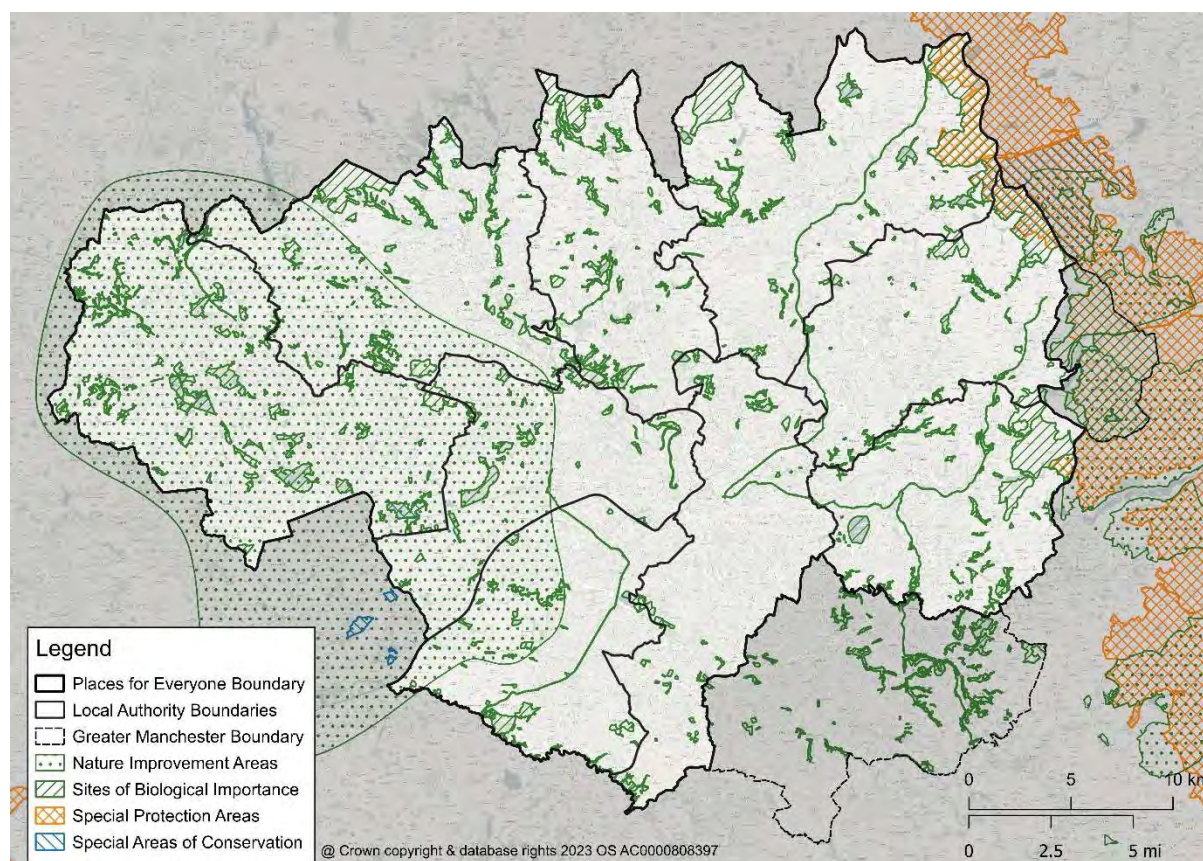 Legend
Places for Everyone Boundary
Local Authority Boundaries
Greater Manchester Boundary
Nature Improvement Areas
Sites of Biological Importance
Special Protection Areas
Special Areas of Conservation
@ Crown copyright & database rights 2023 OS AC0000808397
0 5 10 km
0 2.5 5 mi